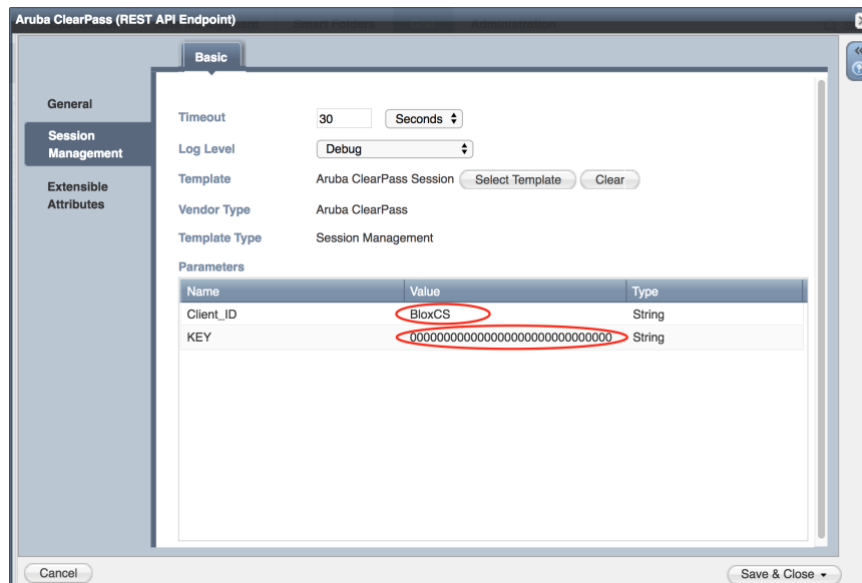 Aruba ClearPass (REST API Endpoint)
Basic
General
Session
Management
Extensible
Attributes
Timeout 30 Seconds
Log Level Debug
Template Aruba ClearPass Session Select Template Clear
Vendor Type Aruba ClearPass
Template Type Session Management
Parameters
Name Value Type
Client_ID BloxCS String
KEY 00000000000000000000000000000000 String
Cancel Save & Close